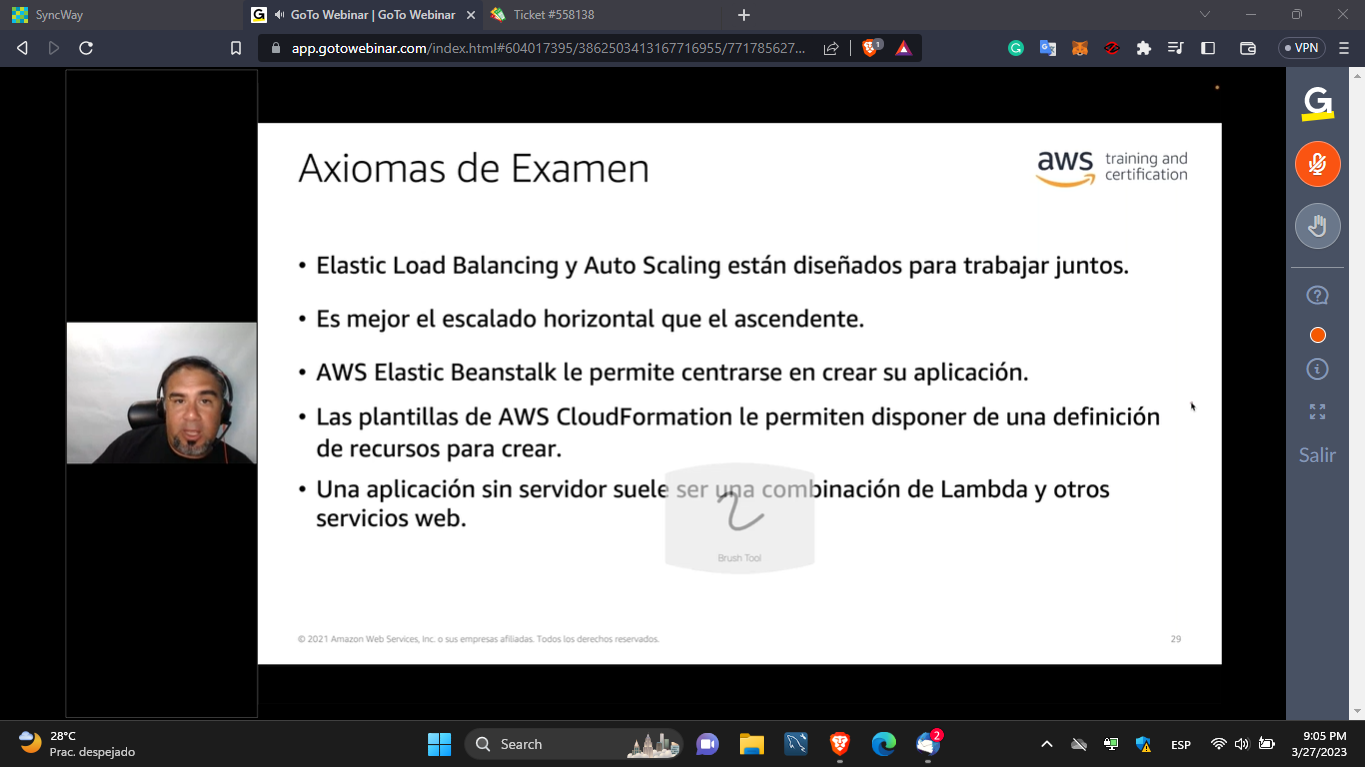 SyncWay
GoTo Webinar | GoTo Webinar
Ticket #558138
app.gotowebinar.com/index.html#604017395/3862503413167716955/771785627...
1
VPN
Axiomas de Examen
aws training and
certification
• Elastic Load Balancing y Auto Scaling están diseñados para trabajar juntos.
• Es mejor el escalado horizontal que el ascendente.
• AWS Elastic Beanstalk le permite centrarse en crear su aplicación.
• Las plantillas de AWS CloudFormation le permiten disponer de una definición
de recursos para crear.
• Una aplicación sin servidor suele ser una combinación de Lambda y otros
servicios web.
Brush Tool
© 2021 Amazon Web Services, Inc. o sus empresas afiliadas. Todos los derechos reservados.
29
G
Salir
28°C
Prac. despejado
Search
2
ESP
9:05 PM
3/27/2023